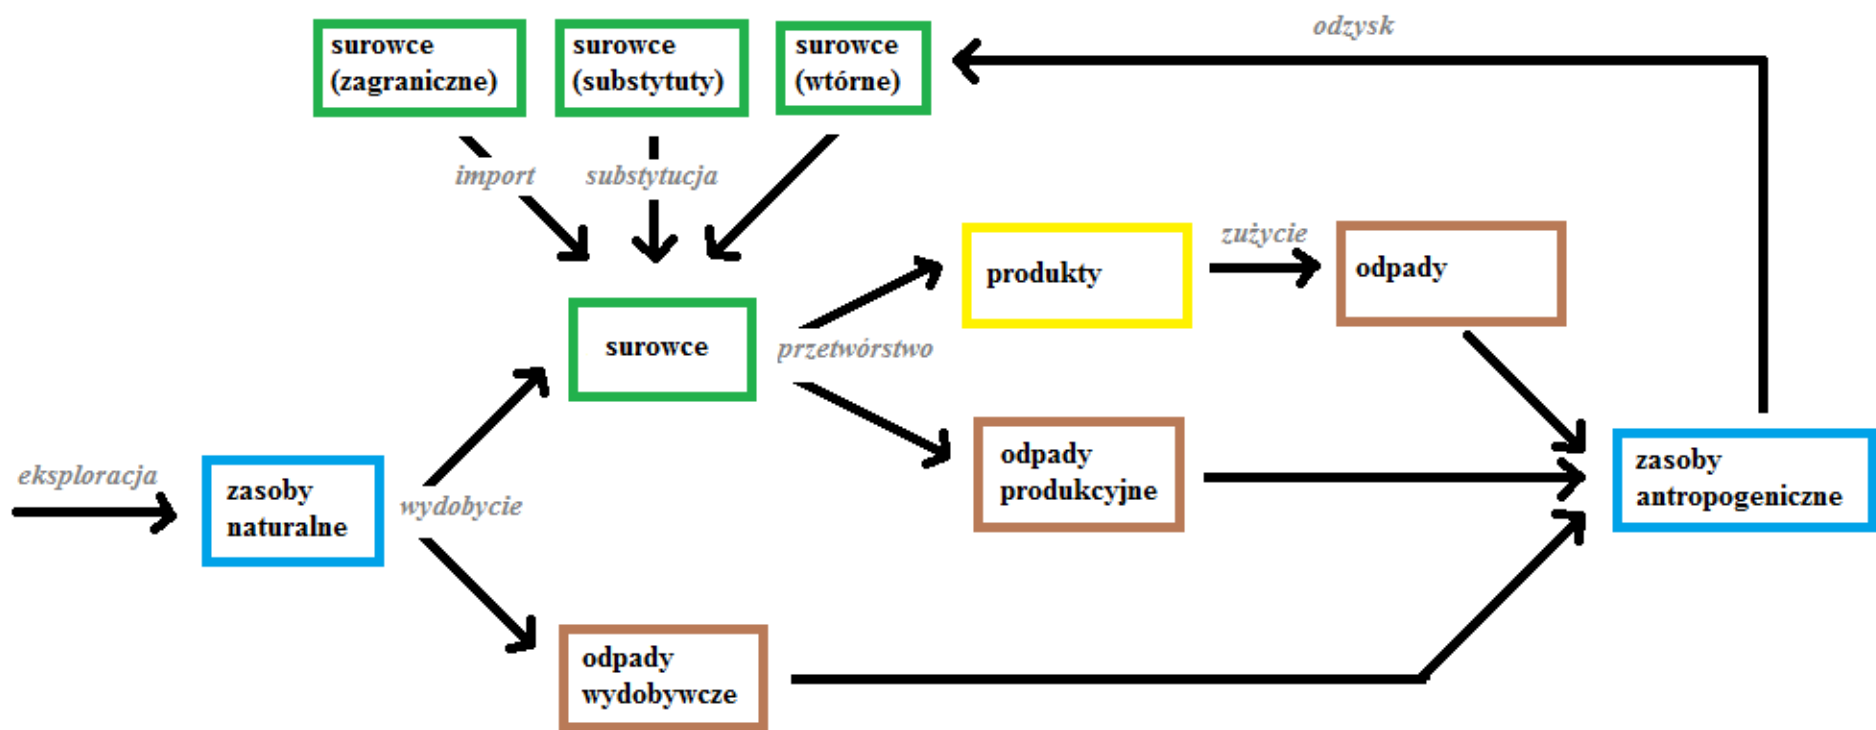 odzysk
surowce
(zagraniczne)
surowce
(substytuty)
surowce
(wtórne)
import
substytucja
zużycie
produkty
odpady
surowce
przetwórstwo
eksploracja
zasoby
naturalne
wydobycie
odpady
produkcyjne
zasoby
antropogeniczne
odpady
wydobywcze